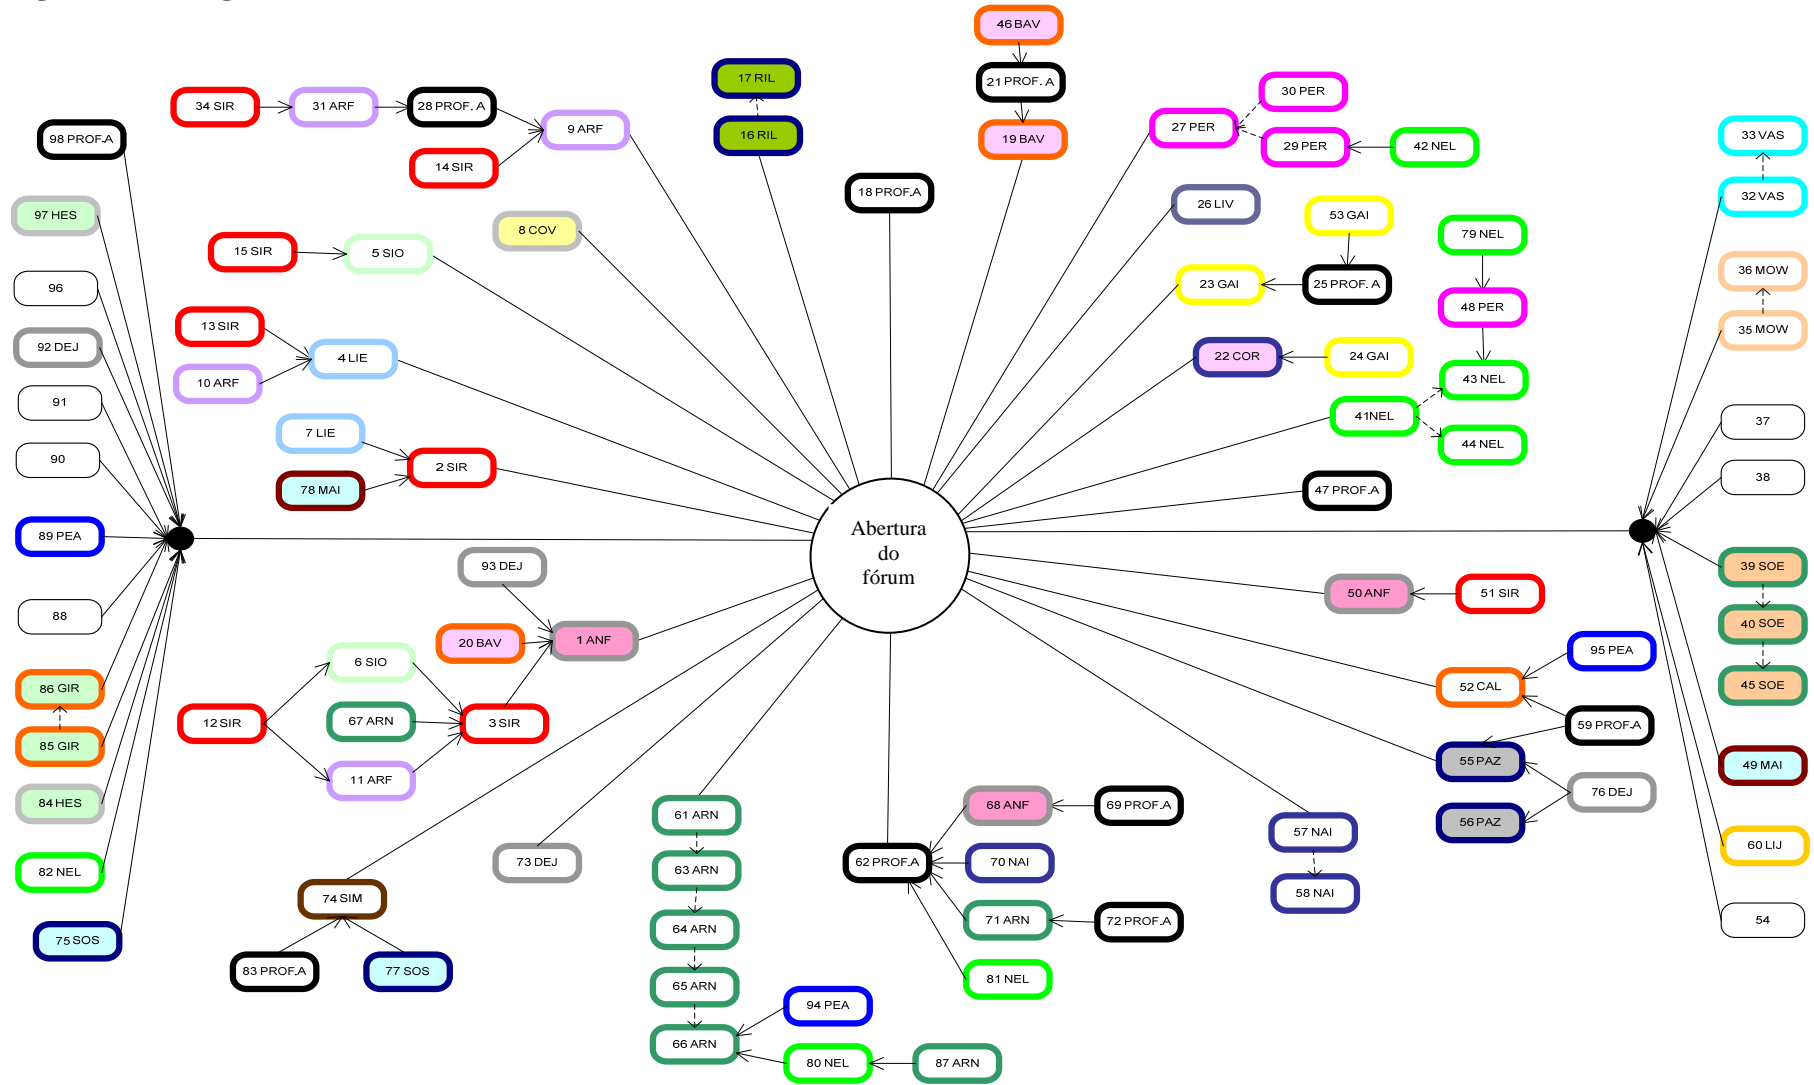 46 BAV
17 RIL
21 PROF. A
30 PER
34 SIR
31 ARF
28 PROF. A
9 ARF
27 PER
16 RIL
19 BAV
33 VAS
98 PROF.A
29 PER
42 NEL
14 SIR
18 PROF.A
32 VAS
26 LIV
97 HES
53 GAI
8 COV
79 NEL
15 SIR
5 SIO
36 MOW
96
23 GAI
25 PROF. A
48 PER
13 SIR
35 MOW
92 DEJ
4 LIE
22 COR
24 GAI
10 ARF
43 NEL
91
41NEL
37
7 LIE
44 NEL
90
2 SIR
38
78 MAI
47 PROF.A
Abertura
do
fórum
89 PEA
93 DEJ
39 SOE
50 ANF
51 SIR
88
40 SOE
20 BAV
1 ANF
95 PEA
6 SIO
86 GIR
52 CAL
45 SOE
12 SIR
67 ARN
3 SIR
59 PROF.A
85 GIR
55 PAZ
49 MAI
11 ARF
76 DEJ
84 HES
68 ANF
69 PROF.A
61 ARN
56 PAZ
57 NAI
60 LIJ
73 DEJ
62 PROF.A
70 NAI
63 ARN
82 NEL
58 NAI
74 SIM
71 ARN
72 PROF.A
54
64 ARN
75 SOS
83 PROF.A
77 SOS
81 NEL
65 ARN
94 PEA
66 ARN
80 NEL
87 ARN